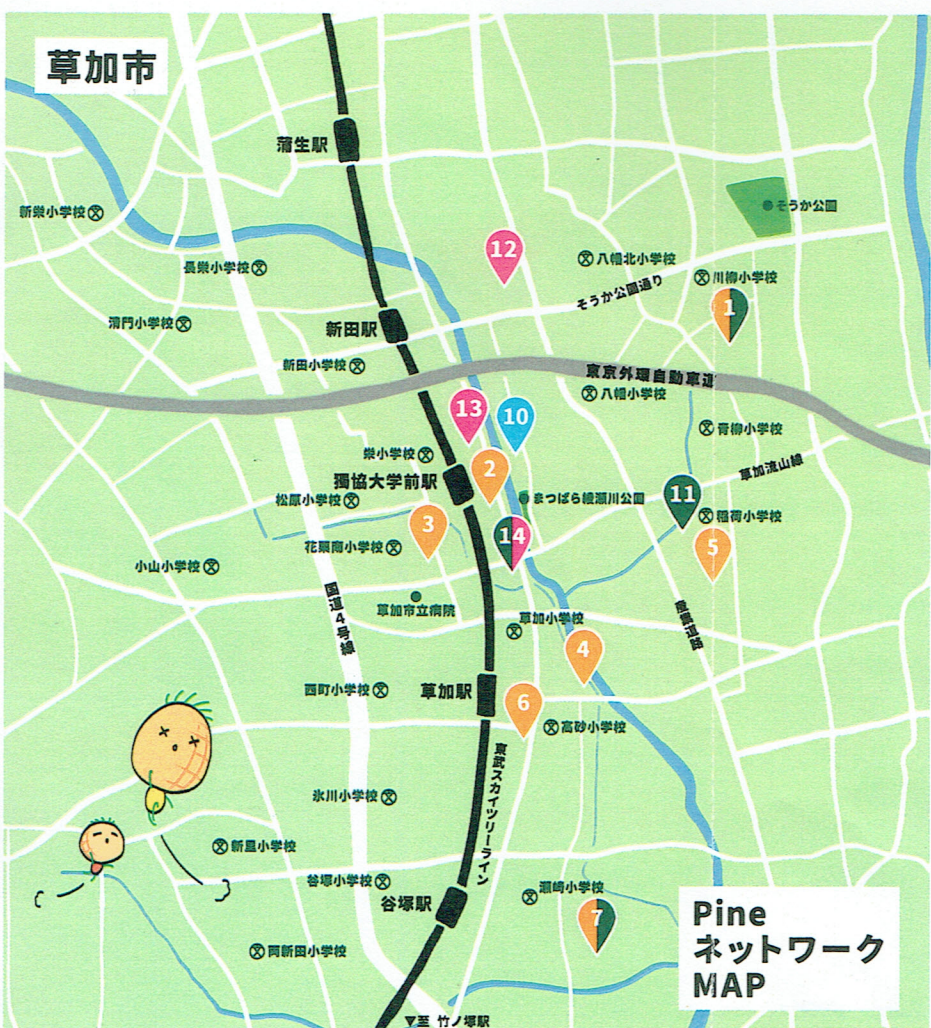 草加市
蒲生駅
新栄小学校
そうか公園
12
八幡北小学校
長栄小学校
川柳小学校
そうか公園通り
1
清門小学校
新田駅
新田小学校
東京外環自動車道
八幡小学校
13
10
青柳小学校
栄小学校
2
草加流山線
獨協大学前駅
松原小学校
まつばら綾瀬川公園
11
3
稲荷小学校
14
花栗南小学校
5
小山小学校
国道4号線
草加市立病院
草加小学校
産業道路
4
西町小学校
草加駅
6
高砂小学校
東武スカイツリーライン
氷川小学校
新里小学校
谷塚小学校
瀬崎小学校
谷塚駅
7
両新田小学校
Pine
ネットワーク
MAP
▼至 竹ノ塚駅